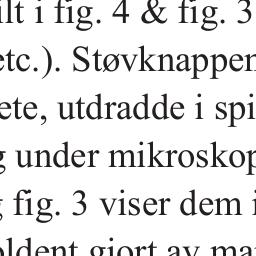 ilt i fig. 4 & fig. 3
etc.). Støvknappen
ete, utdradde i spi
g under mikroskop
g fig. 3 viser dem i
oldent gjort av ma